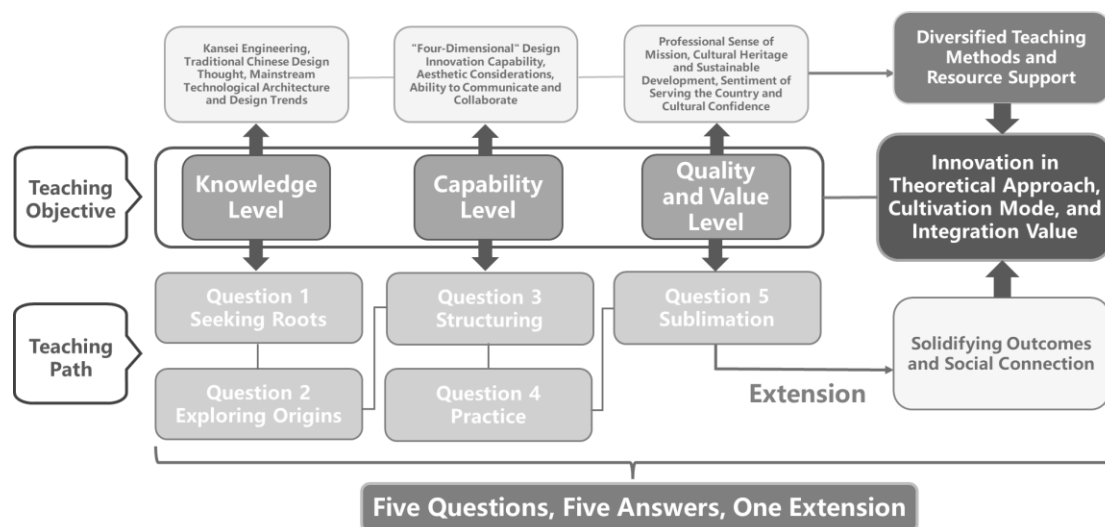 Kansei Engineering,
Traditional Chinese Design
Thought, Mainstream
Technological Architecture
and Design Trends
"Four-Dimensional" Design
Innovation Capability,
Aesthetic Considerations,
Ability to Communicate and
Collaborate
Professional Sense of
Mission, Cultural Heritage
and Sustainable
Development, Sentiment of
Serving the Country and
Cultural Confidence
Diversified Teaching
Methods and
Resource Support
Teaching
Objective
Knowledge
Level
Capability
Level
Quality
and Value
Level
Innovation in
Theoretical Approach,
Cultivation Mode, and
Integration Value
Teaching
Path
Question 1
Seeking Roots
Question 3
Structuring
Question 5
Sublimation
Solidifying Outcomes
and Social Connection
Question 2
Exploring Origins
Question 4
Practice
Extension
Five Questions, Five Answers, One Extension